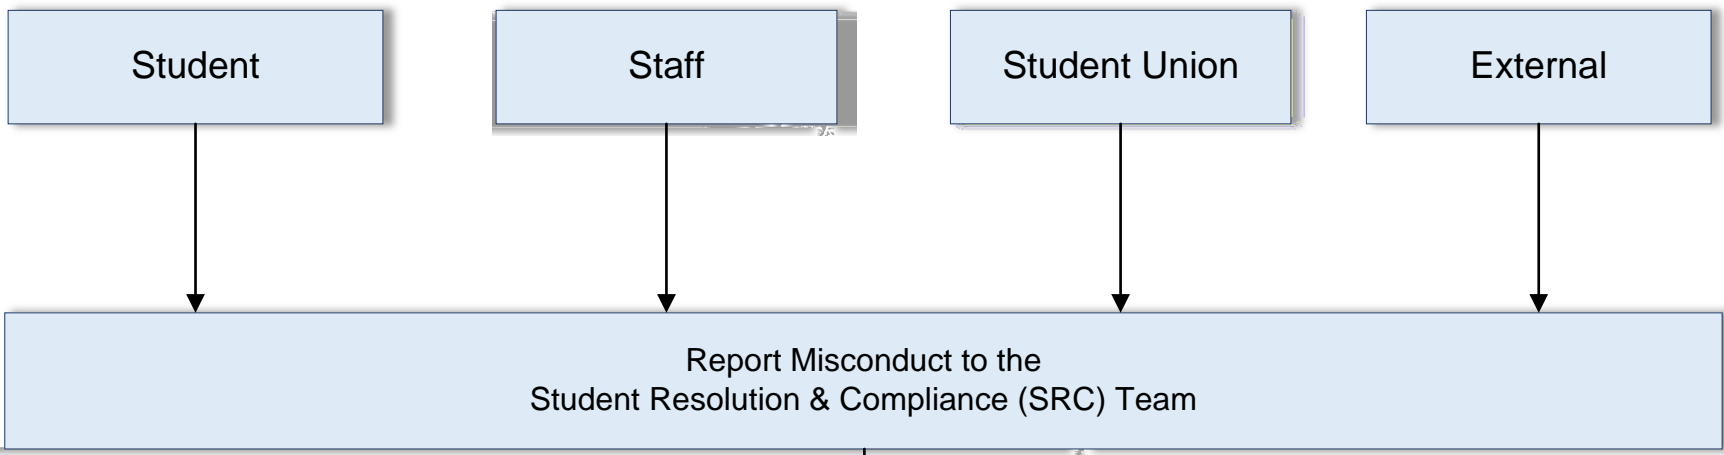 Student
Staff
Student Union
External
Report Misconduct to the
Student Resolution & Compliance (SRC) Team